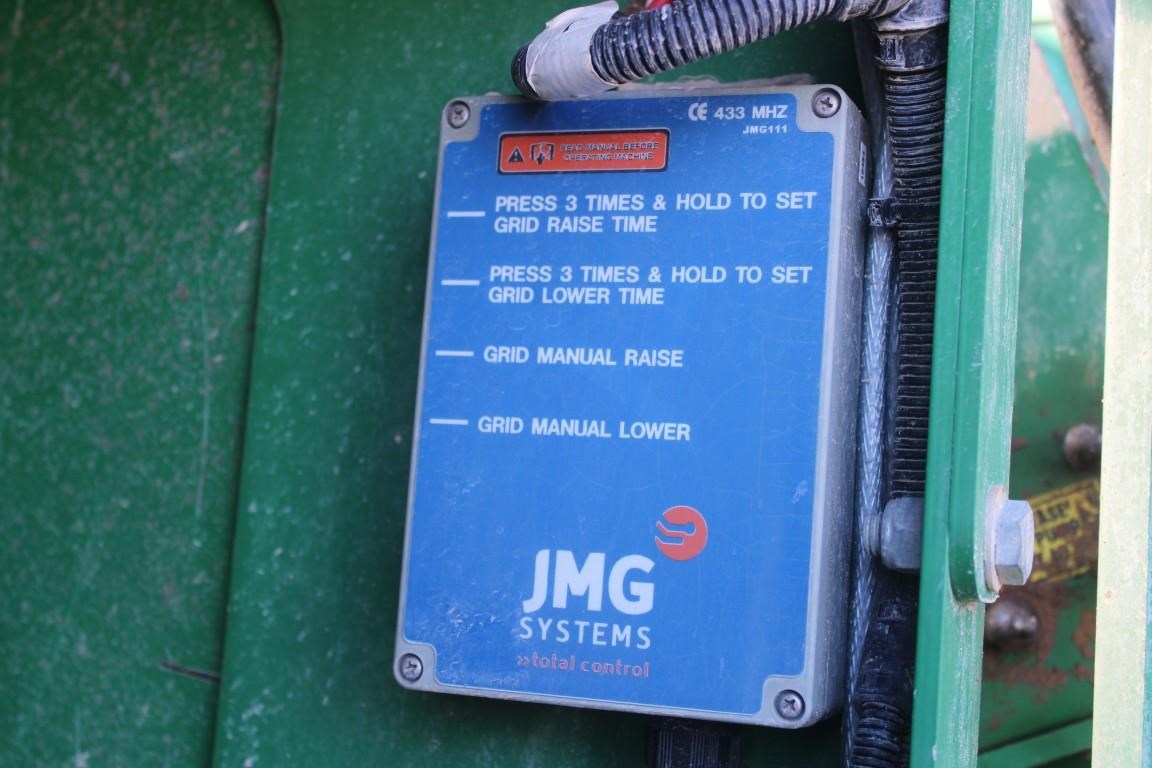 CE 433 MHZ
JMG111
READ MANUAL BEFORE
OPERATING MACHINE
PRESS 3 TIMES & HOLD TO SET
GRID RAISE TIME
PRESS 3 TIMES & HOLD TO SET
GRID LOWER TIME
GRID MANUAL RAISE
GRID MANUAL LOWER
JMG
SYSTEMS
»total control